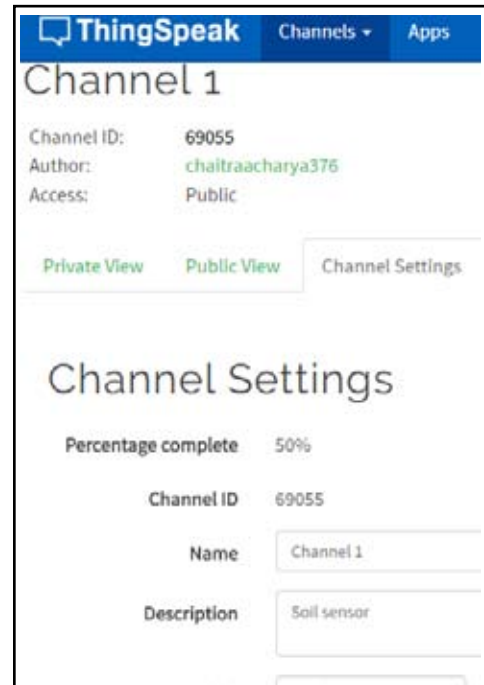 ThingSpeak Channels Apps
Channel 1
Channel ID: 69055
Author: chaitraacharya376
Access: Public
Private View Public View Channel Settings
Channel Settings
Percentage complete 50%
Channel ID 69055
Name Channel 1
Description Soil sensor